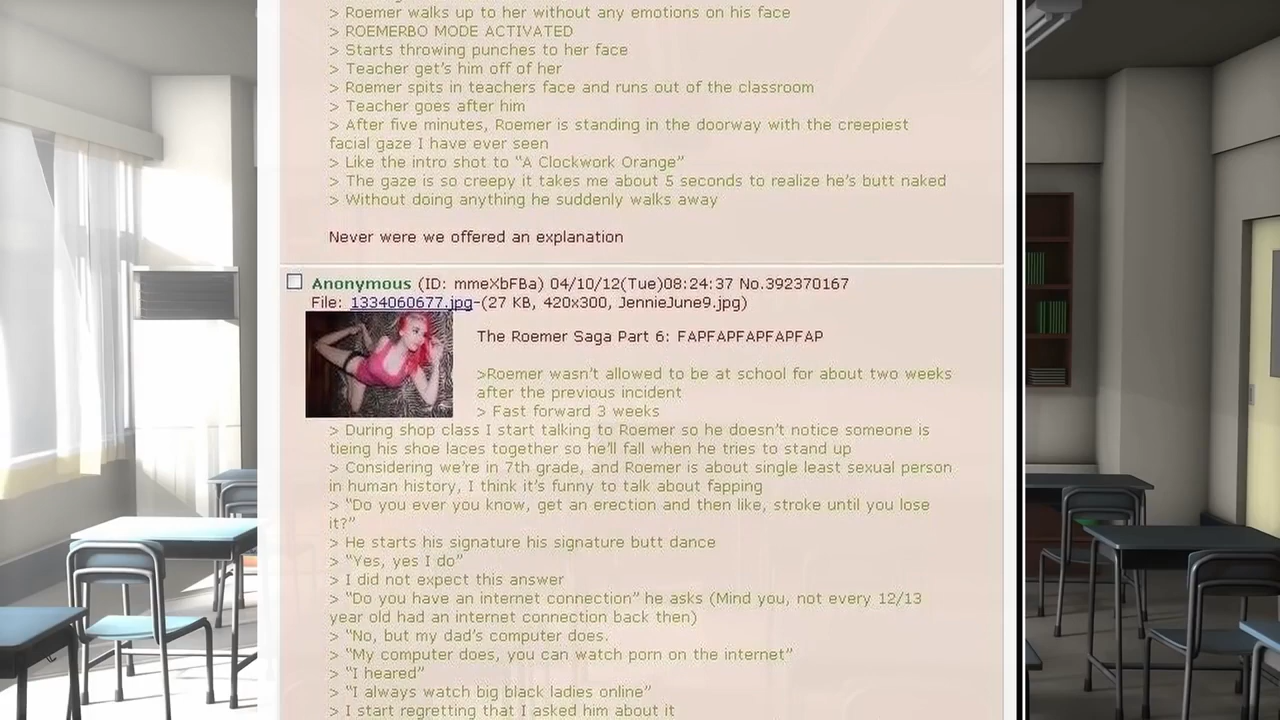 > Roemer walks up to her without any emotions on his face
> ROEMERBO MODE ACTIVATED
> Starts throwing punches to her face
> Teacher get's him off of her
> Roemer spits in teachers face and runs out of the classroom
> Teacher goes after him
> After five minutes, Roemer is standing in the doorway with the creepiest
facial gaze I have ever seen
> Like the intro shot to "A Clockwork Orange"
> The gaze is so creepy it takes me about 5 seconds to realize he's butt naked
> Without doing anything he suddenly walks away
Never were we offered an explanation
Anonymous (ID: mmeXbFBa) 04/10/12(Tue)08:24:37 No.392370167
File: 1334060677.jpg-(27 KB, 420x300, JennieJune9.jpg)
The Roemer Saga Part 6: FAPFAPFAPFAPFAP
>Roemer wasn't allowed to be at school for about two weeks
after the previous incident
> Fast forward 3 weeks
> During shop class I start talking to Roemer so he doesn't notice someone is
tieing his shoe laces together so he'll fall when he tries to stand up
> Considering we're in 7th grade, and Roemer is about single least sexual person
in human history, I think it's funny to talk about fapping
> "Do you ever you know, get an erection and then like, stroke until you lose
it?"
> He starts his signature his signature butt dance
> "Yes, yes I do"
> I did not expect this answer
> "Do you have an internet connection" he asks (Mind you, not every 12/13
year old had an internet connection back then)
> "No, but my dad's computer does.
> "My computer does, you can watch porn on the internet"
> "I heared"
> "I always watch big black ladies online"
> I start regretting that I asked him about it